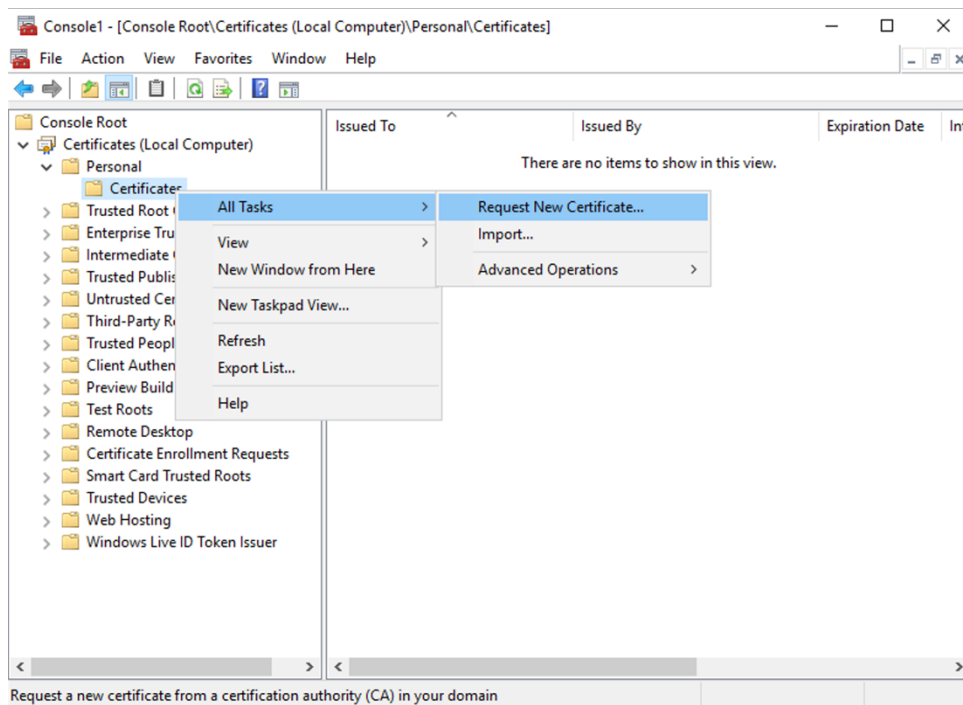 Console1 - [Console Root\Certificates (Local Computer)\Personal\Certificates]
File Action View Favorites Window Help
Console Root
Certificates (Local Computer)
Personal
Certificates
Trusted Root
Enterprise Tru
Intermediate
Trusted Publis
Untrusted Cer
Third-Party R
Trusted Peopl
Client Authen
Preview Build
Test Roots
Remote Desktop
Certificate Enrollment Requests
Smart Card Trusted Roots
Trusted Devices
Web Hosting
Windows Live ID Token Issuer
All Tasks
View
New Window from Here
New Taskpad View...
Refresh
Export List...
Help
Request New Certificate...
Import...
Advanced Operations
Issued To Issued By Expiration Date In
There are no items to show in this view.
Request a new certificate from a certification authority (CA) in your domain